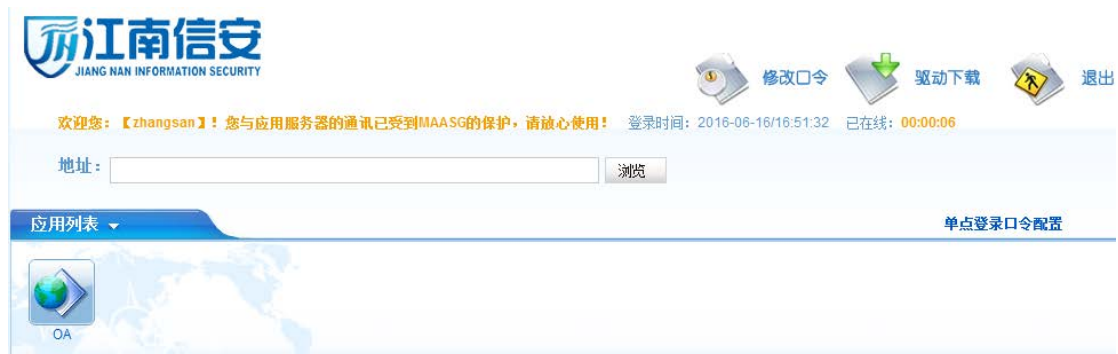 江南信安
JIANG NAN INFORMATION SECURITY
修改口令 驱动下载 退出
欢迎您：【zhangsan】！您与应用服务器的通讯已受到MAASG的保护，请放心使用！ 登录时间：2016-06-16/16:51:32 已在线：00:00:06
地址： 浏览
应用列表 单点登录口令配置
OA